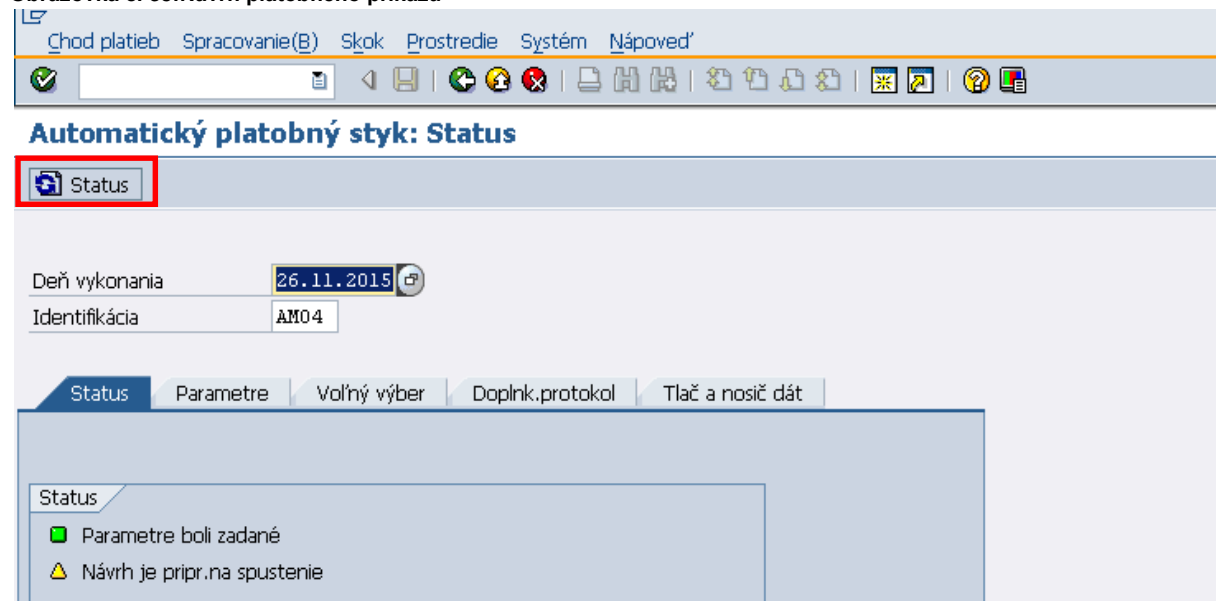 Chod platieb Spracovanie(B) Skok Prostredie Systém Nápoveď
Automatický platobný styk: Status
Status
Deň vykonania 26.11.2015
Identifikácia AM04
Status Parametre Voľný výber Doplnk.protokol Tlač a nosič dát
Status
Parametre boli zadané
Návrh je pripr.na spustenie